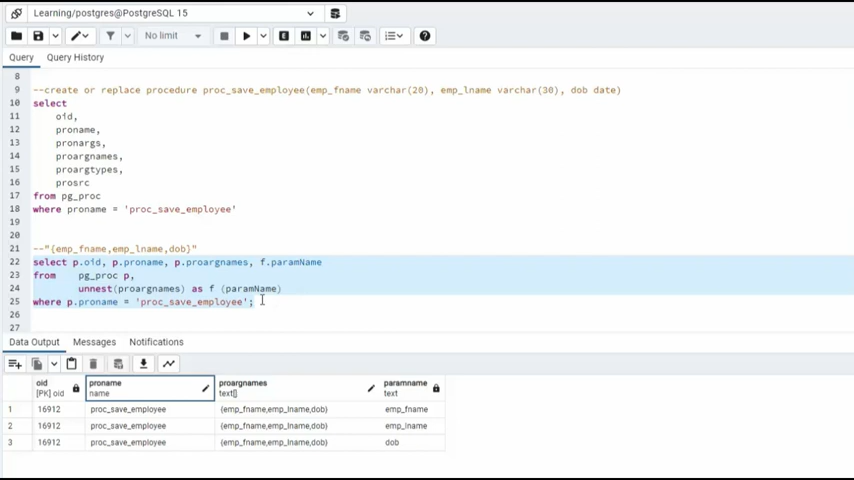 Learning/postgres@PostgreSQL 15
No limit
Query Query History
8
9 --create or replace procedure proc_save_employee(emp_fname varchar(20), emp_lname varchar(30), dob date)
10 select
11 oid,
12 proname,
13 pronargs,
14 proargnames,
15 proargtypes,
16 prosrc
17 from pg_proc
18 where proname = 'proc_save_employee'
19
20
21 --"{emp_fname,emp_lname,dob}"
22 select p.oid, p.proname, p.proargnames, f.paramName
23 from pg_proc p,
24 unnest(proargnames) as f (paramName)
25 where p.proname = 'proc_save_employee';
26
27
Data Output Messages Notifications
oid proname proargnames paramname
[PK] oid name text[] text
1 16912 proc_save_employee {emp_fname,emp_lname,dob} emp_fname
2 16912 proc_save_employee {emp_fname,emp_lname,dob} emp_lname
3 16912 proc_save_employee {emp_fname,emp_lname,dob} dob